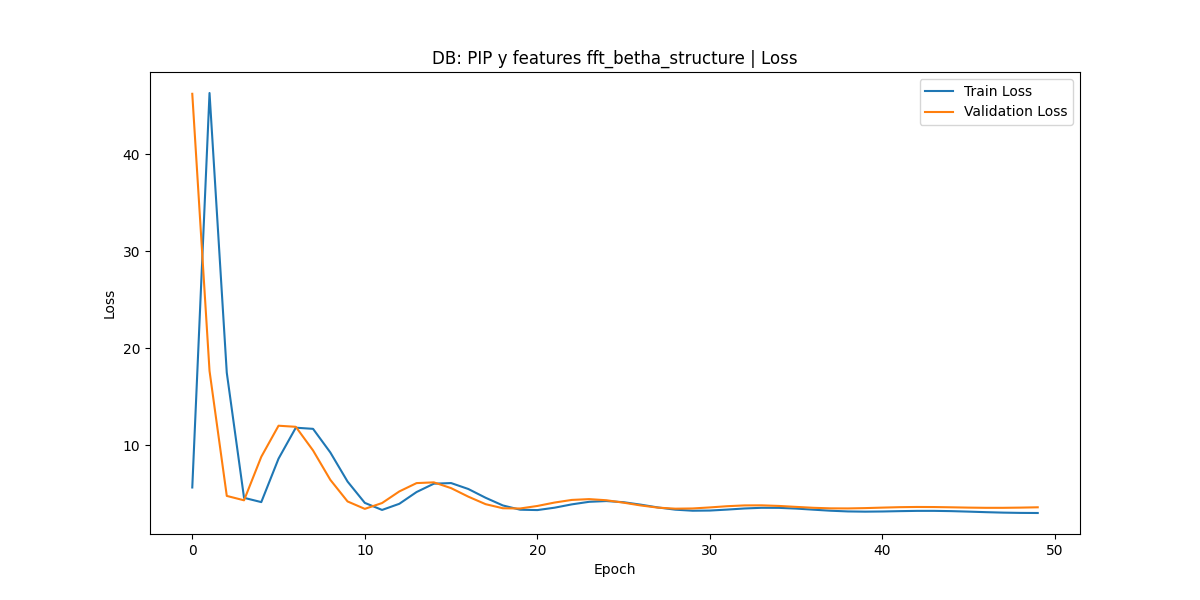 DB: PIP y features fft_betha_structure | Loss
Train Loss
Validation Loss
Loss
40
30
20
10
0 10 20 30 40 50
Epoch